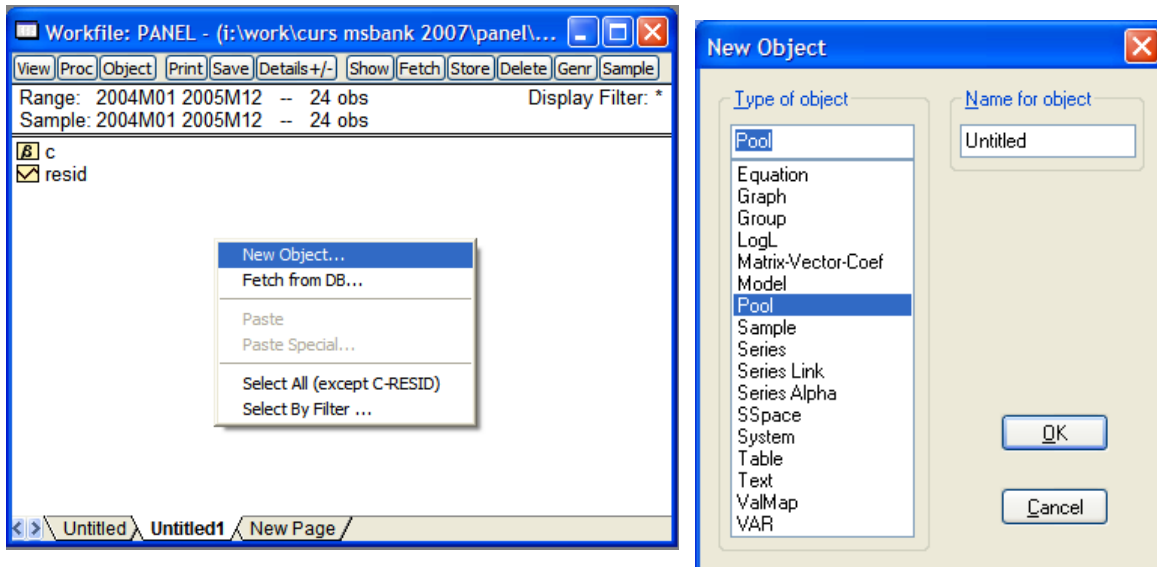 Workfile: PANEL - (i:\work\curs msbank 2007\panel\...
View Proc Object Print Save Details+/- Show Fetch Store Delete Genr Sample
Range: 2004M01 2005M12 -- 24 obs Display Filter: *
Sample: 2004M01 2005M12 -- 24 obs
β c
resid
New Object...
Fetch from DB...
Paste
Paste Special...
Select All (except C-RESID)
Select By Filter ...
Untitled Untitled1 New Page
New Object
Type of object
Pool
Equation
Graph
Group
LogL
Matrix-Vector-Coef
Model
Pool
Sample
Series
Series Link
Series Alpha
SSpace
System
Table
Text
ValMap
VAR
Name for object
Untitled
OK
Cancel